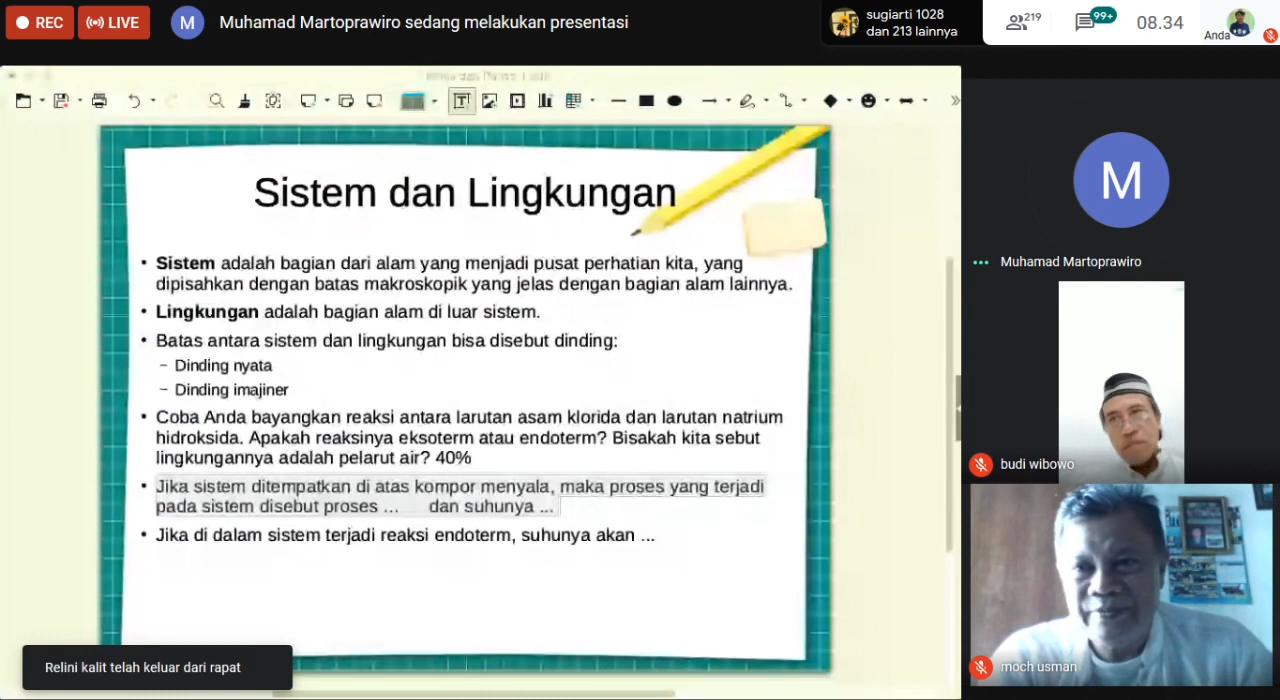 REC
LIVE
M
Muhamad Martoprawiro sedang melakukan presentasi
sugiarti 1028
dan 213 lainnya
219
99+
08.34
Anda
Sistem dan Lingkungan
• Sistem adalah bagian dari alam yang menjadi pusat perhatian kita, yang
dipisahkan dengan batas makroskopik yang jelas dengan bagian alam lainnya.
• Lingkungan adalah bagian alam di luar sistem.
• Batas antara sistem dan lingkungan bisa disebut dinding:
− Dinding nyata
− Dinding imajiner
• Coba Anda bayangkan reaksi antara larutan asam klorida dan larutan natrium
hidroksida. Apakah reaksinya eksoterm atau endoterm? Bisakah kita sebut
lingkungannya adalah pelarut air? 40%
• Jika sistem ditempatkan di atas kompor menyala, maka proses yang terjadi
pada sistem disebut proses ... dan suhunya ...
• Jika di dalam sistem terjadi reaksi endoterm, suhunya akan ...
Relini kalit telah keluar dari rapat
M
Muhamad Martoprawiro
budi wibowo
moch usman